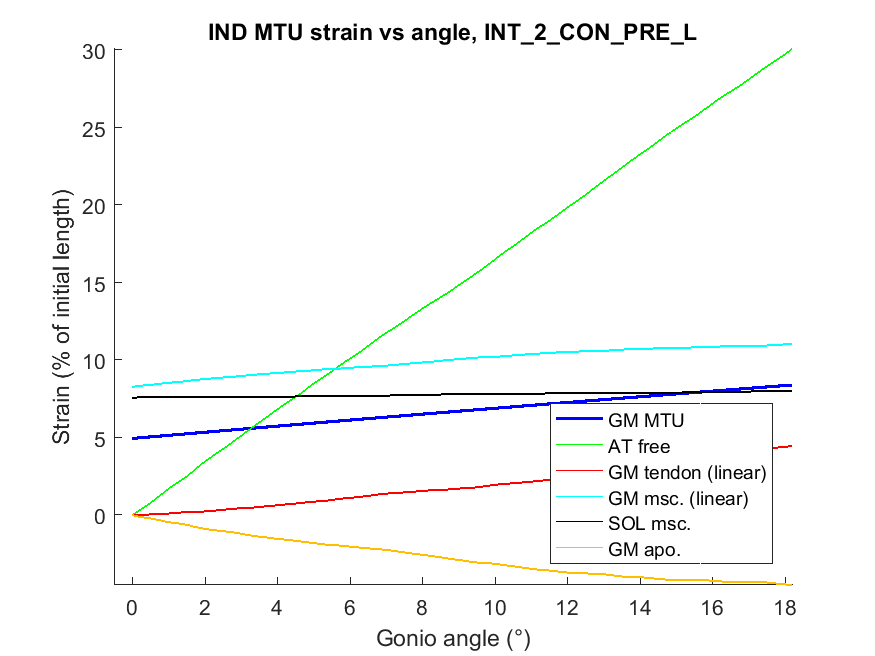 IND MTU strain vs angle, INT_2_CON_PRE_L
Strain (% of initial length)
30
25
20
15
10
5
0
GM MTU
AT free
GM tendon (linear)
GM msc. (linear)
SOL msc.
GM apo.
0 2 4 6 8 10 12 14 16 18
Gonio angle (°)